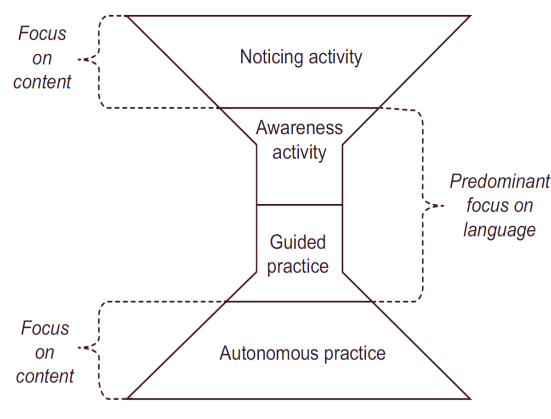 Focus
on
content
Noticing activity
Awareness
activity
Predominant
focus on
language
Guided
practice
Focus
on
content
Autonomous practice